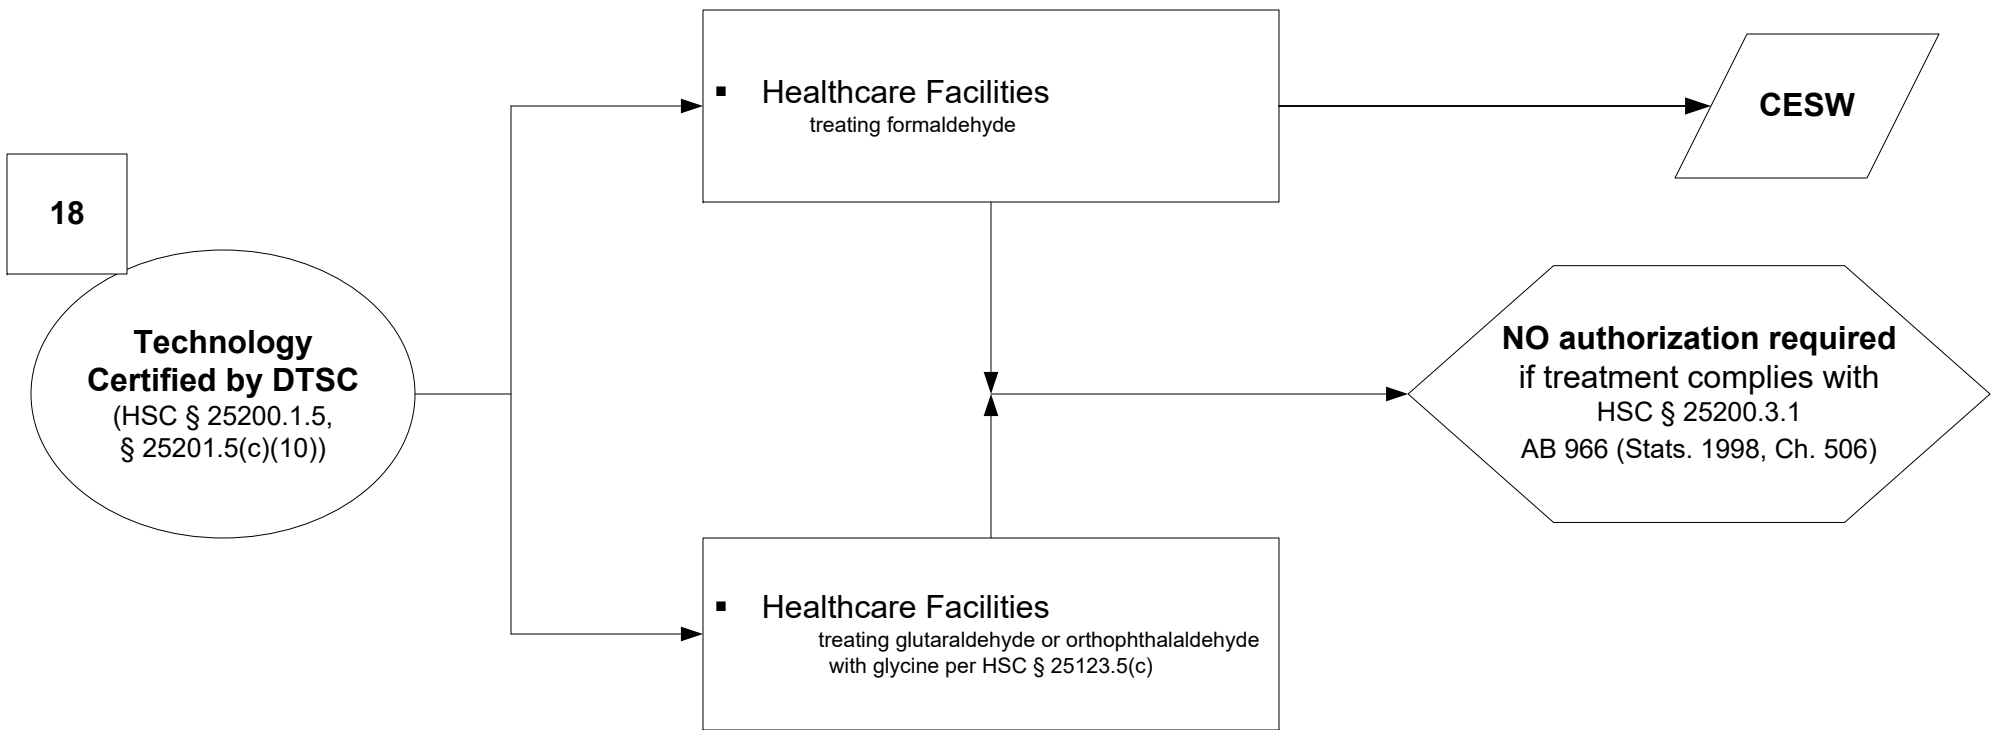 18
Technology
Certified by DTSC
(HSC § 25200.1.5,
§ 25201.5(c)(10))
▪ Healthcare Facilities
treating formaldehyde
CESW
▪ Healthcare Facilities
treating glutaraldehyde or orthophthalaldehyde
with glycine per HSC § 25123.5(c)
NO authorization required
if treatment complies with
HSC § 25200.3.1
AB 966 (Stats. 1998, Ch. 506)